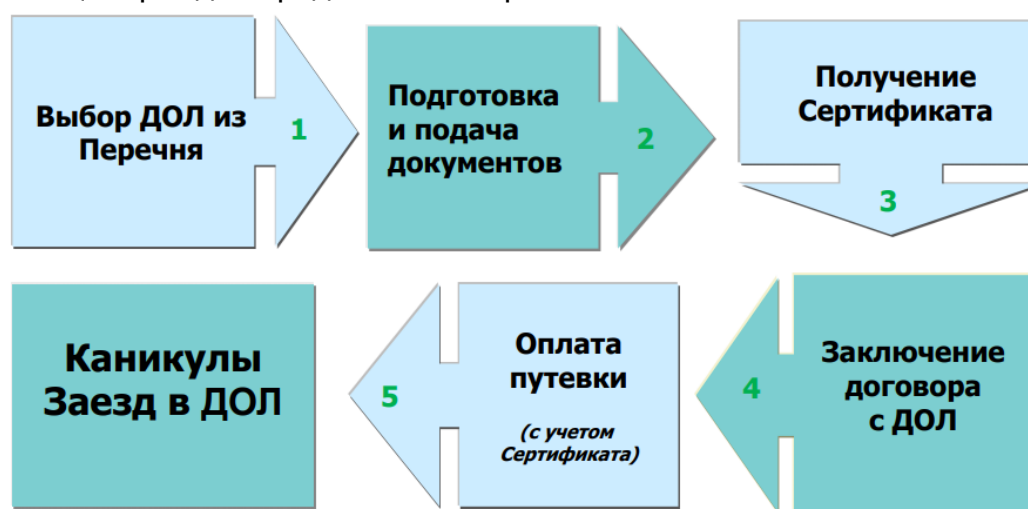 Выбор ДОЛ из
Перечня
1
Подготовка
и подача
документов
2
Получение
Сертификата
3
Заключение
договора
с ДОЛ
4
Оплата
путевки
(с учетом
Сертификата)
5
Каникулы
Заезд в ДОЛ